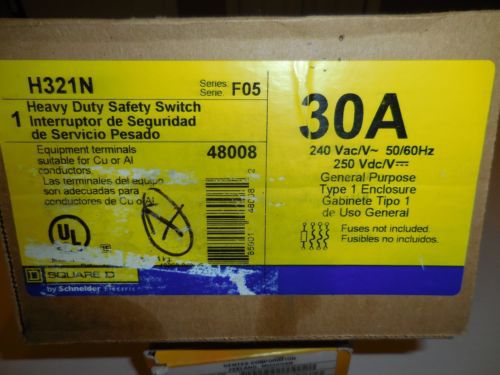 H321N
Series
Serie:
F05
1
Heavy Duty Safety Switch
Interruptor de Seguridad
de Servicio Pesado
Equipment terminals
suitable for Cu or Al
conductors.
Las terminales del equipo
son adecuadas para
conductores de Cu o Al
48008
UL
SQUARE D
by Schneider Electric
30A
240 Vac/V~ 50/60Hz
250 Vdc/V⎓
General Purpose
Type 1 Enclosure
Gabinete Tipo 1
de Uso General
Fuses not included.
Fusibles no incluidos.